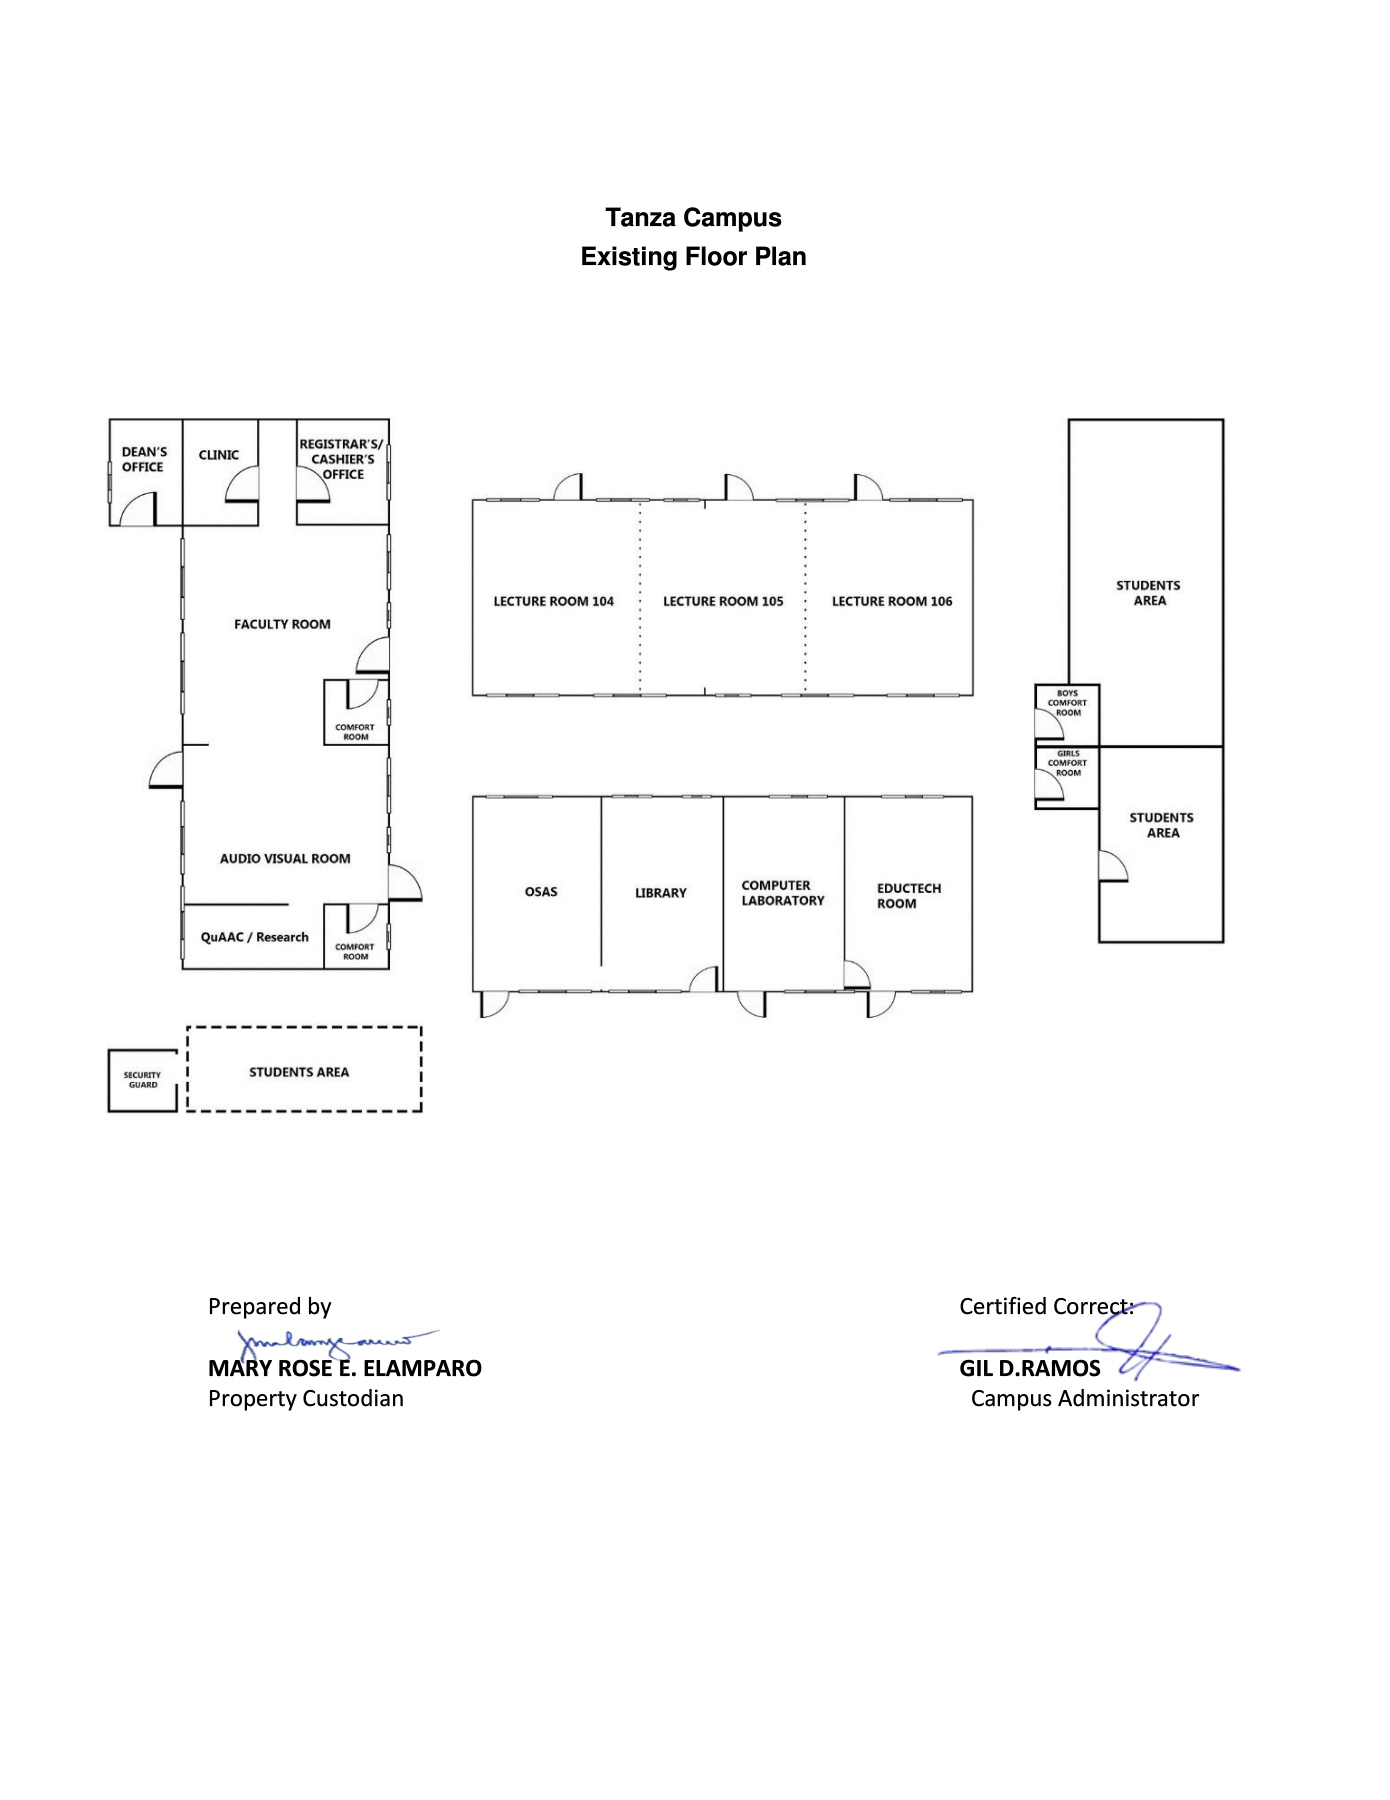 Tanza Campus
Existing Floor Plan
DEAN'S
OFFICE
CLINIC
REGISTRAR'S/
CASHIER'S
OFFICE
FACULTY ROOM
COMFORT
ROOM
AUDIO VISUAL ROOM
QuAAC / Research
COMFORT
ROOM
SECURITY
GUARD
STUDENTS AREA
LECTURE ROOM 104
LECTURE ROOM 105
LECTURE ROOM 106
OSAS
LIBRARY
COMPUTER
LABORATORY
EDUCTECH
ROOM
STUDENTS
AREA
BOYS
COMFORT
ROOM
GIRLS
COMFORT
ROOM
STUDENTS
AREA
Prepared by
MARY ROSE E. ELAMPARO
Property Custodian
Certified Correct:
GIL D.RAMOS
Campus Administrator